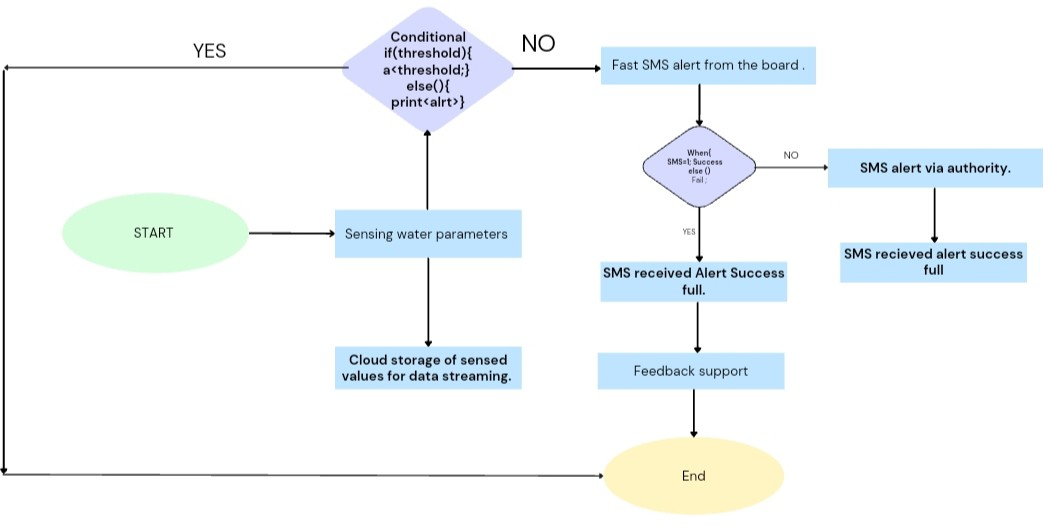 YES
Conditional
if(threshold){
a<threshold;}
else(){
print<alrt>}
NO
Fast SMS alert from the board .
When{
SMS=1; Success
else ()
Fail ;
NO
SMS alert via authority.
START
Sensing water parameters
YES
SMS recieved alert success
full
SMS received Alert Success
full.
Cloud storage of sensed
values for data streaming.
Feedback support
End